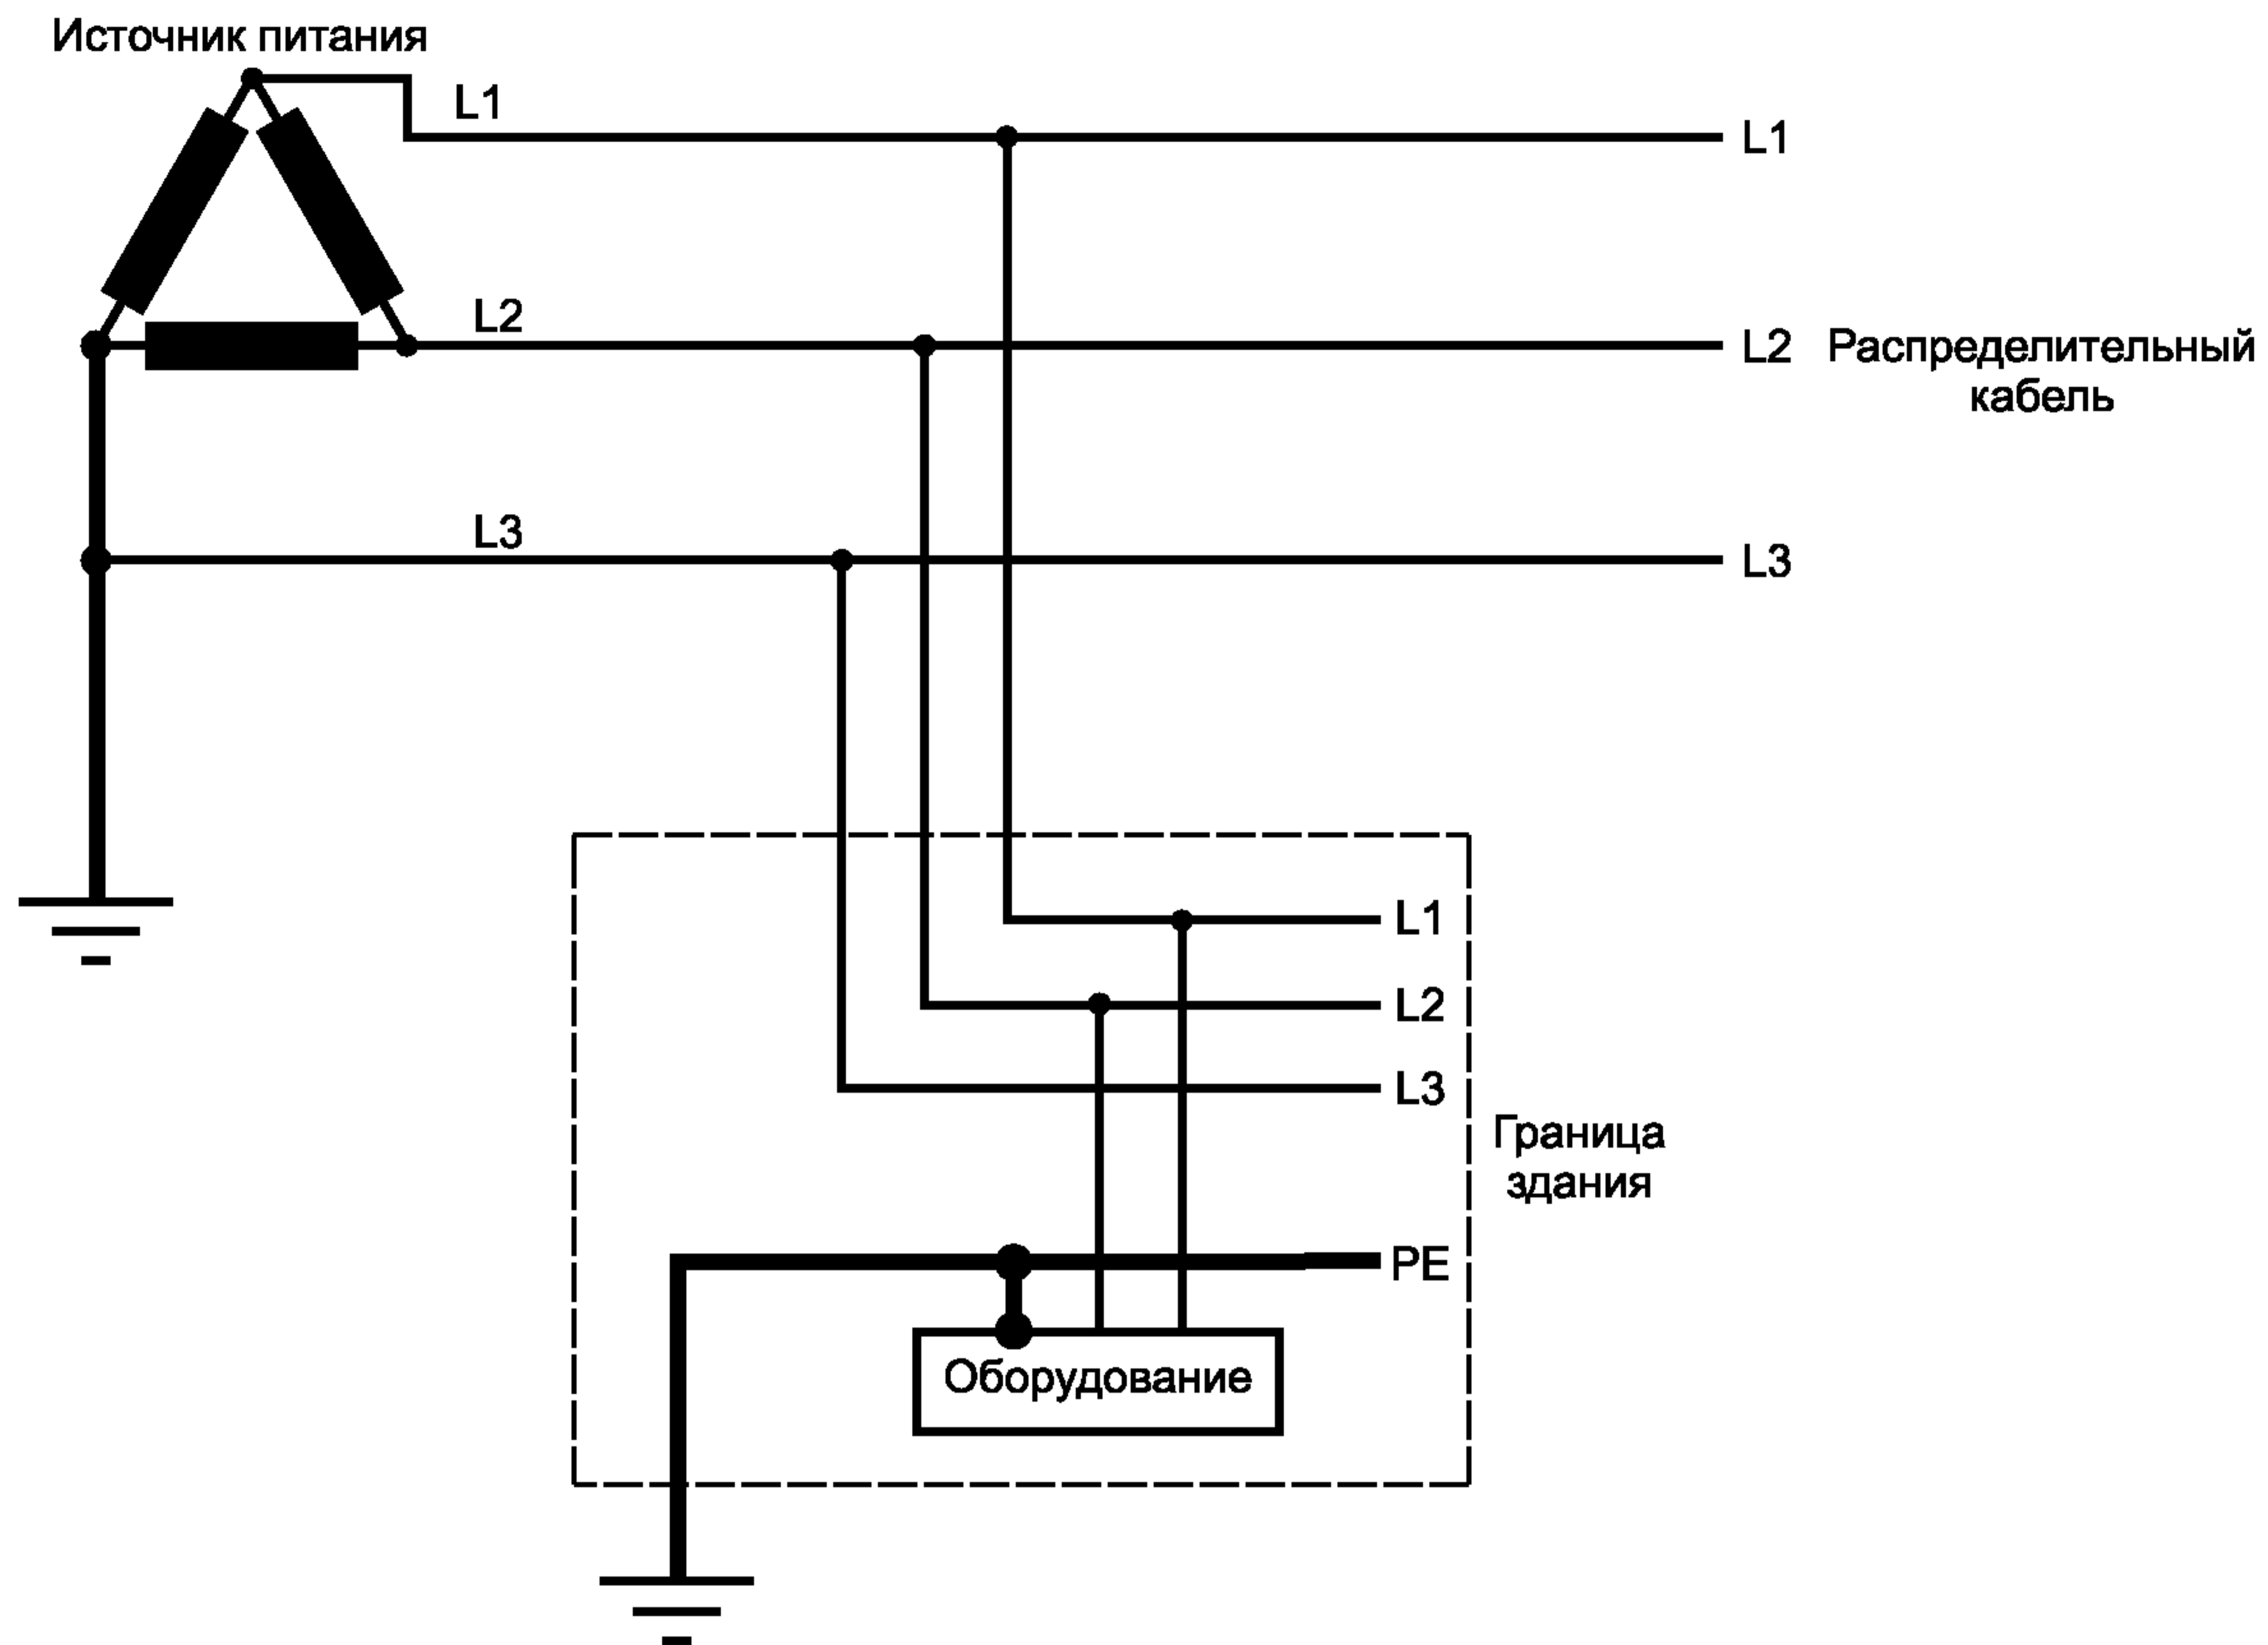 Источник питания
L1
L1
L2
L2
Распределительный
кабель
L3
L3
L1
L2
L3
Граница
здания
PE
Оборудование